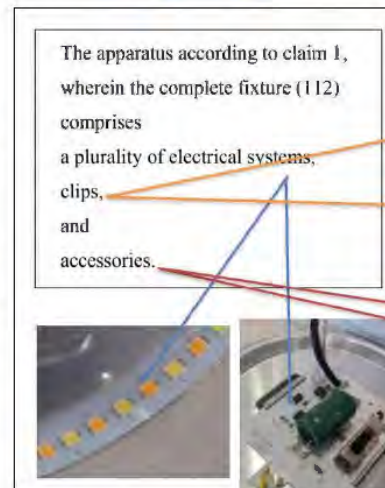 The apparatus according to claim 1,
wherein the complete fixture (112)
comprises
a plurality of electrical systems,
clips,
and
accessories.